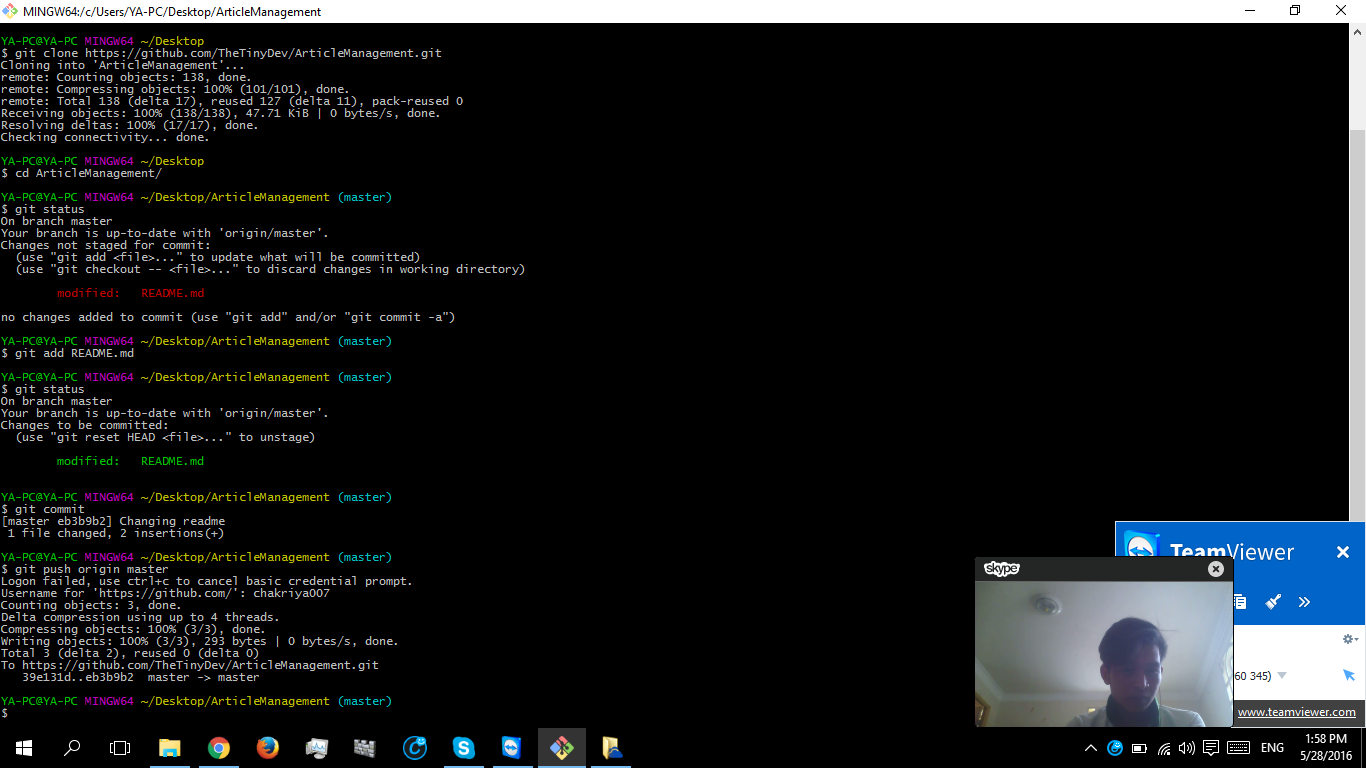 MINGW64:/c/Users/YA-PC/Desktop/ArticleManagement
YA-PC@YA-PC MINGW64 ~/Desktop
$ git clone https://github.com/TheTinyDev/ArticleManagement.git
Cloning into 'ArticleManagement'...
remote: Counting objects: 138, done.
remote: Compressing objects: 100% (101/101), done.
remote: Total 138 (delta 17), reused 127 (delta 11), pack-reused 0
Receiving objects: 100% (138/138), 47.71 KiB | 0 bytes/s, done.
Resolving deltas: 100% (17/17), done.
Checking connectivity... done.
YA-PC@YA-PC MINGW64 ~/Desktop
$ cd ArticleManagement/
YA-PC@YA-PC MINGW64 ~/Desktop/ArticleManagement (master)
$ git status
On branch master
Your branch is up-to-date with 'origin/master'.
Changes not staged for commit:
(use "git add <file>..." to update what will be committed)
(use "git checkout -- <file>..." to discard changes in working directory)
modified: README.md
no changes added to commit (use "git add" and/or "git commit -a")
YA-PC@YA-PC MINGW64 ~/Desktop/ArticleManagement (master)
$ git add README.md
YA-PC@YA-PC MINGW64 ~/Desktop/ArticleManagement (master)
$ git status
On branch master
Your branch is up-to-date with 'origin/master'.
Changes to be committed:
(use "git reset HEAD <file>..." to unstage)
modified: README.md
YA-PC@YA-PC MINGW64 ~/Desktop/ArticleManagement (master)
$ git commit
[master eb3b9b2] Changing readme
1 file changed, 2 insertions(+)
YA-PC@YA-PC MINGW64 ~/Desktop/ArticleManagement (master)
$ git push origin master
Logon failed, use ctrl+c to cancel basic credential prompt.
Username for 'https://github.com/': chakriya007
Counting objects: 3, done.
Delta compression using up to 4 threads.
Compressing objects: 100% (3/3), done.
Writing objects: 100% (3/3), 293 bytes | 0 bytes/s, done.
Total 3 (delta 2), reused 0 (delta 0)
To https://github.com/TheTinyDev/ArticleManagement.git
39e131d..eb3b9b2 master -> master
YA-PC@YA-PC MINGW64 ~/Desktop/ArticleManagement (master)
$
TeamViewer
skype
60 345)
www.teamviewer.com
ENG
1:58 PM
5/28/2016